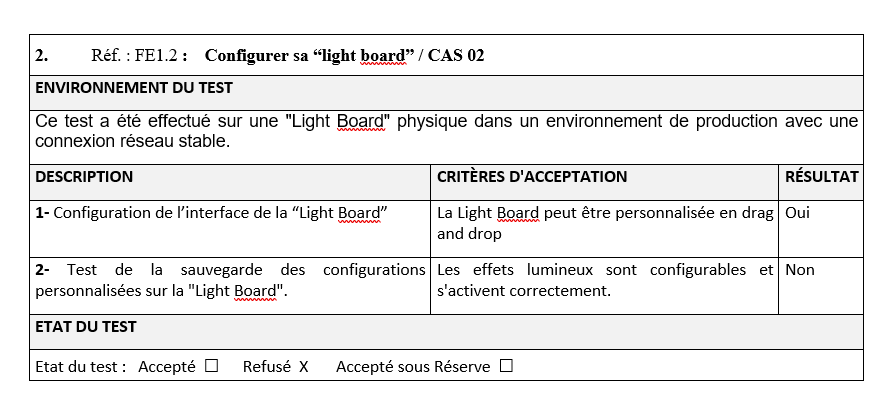 2. Réf. : FE1.2 : Configurer sa “light board” / CAS 02
ENVIRONNEMENT DU TEST
Ce test a été effectué sur une "Light Board" physique dans un environnement de production avec une
connexion réseau stable.
DESCRIPTION CRITÈRES D'ACCEPTATION RÉSULTAT
1- Configuration de l’interface de la “Light Board” La Light Board peut être personnalisée en drag Oui
and drop
2- Test de la sauvegarde des configurations Les effets lumineux sont configurables et Non
personnalisées sur la "Light Board". s'activent correctement.
ETAT DU TEST
Etat du test : Accepté ☐ Refusé X Accepté sous Réserve ☐